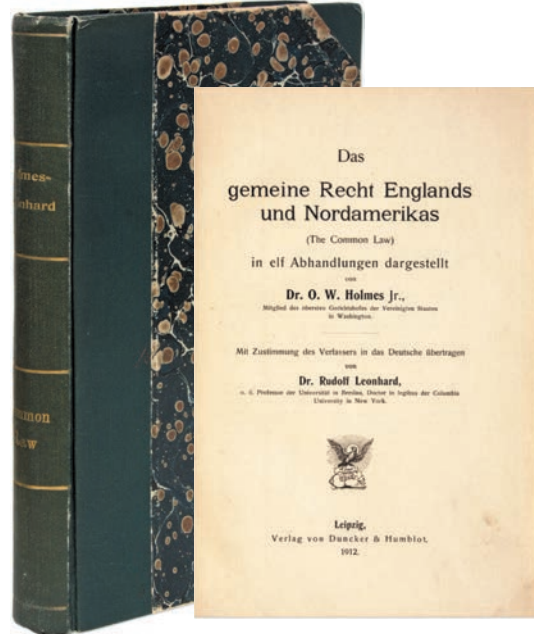 lmes-
nhard
mmon
Law
Das
gemeine Recht Englands
und Nordamerikas
(The Common Law)
in elf Abhandlungen dargestellt
von
Dr. O. W. Holmes Jr.,
Mitglied des obersten Gerichtshofes der Vereinigten Staaten
in Washington.
Mit Zustimmung des Verfassers in das Deutsche übertragen
von
Dr. Rudolf Leonhard,
o. ö. Professor der Universität in Breslau, Doctor in legibus der Columbia
University in New York.
Leipzig,
Verlag von Duncker & Humblot.
1912.